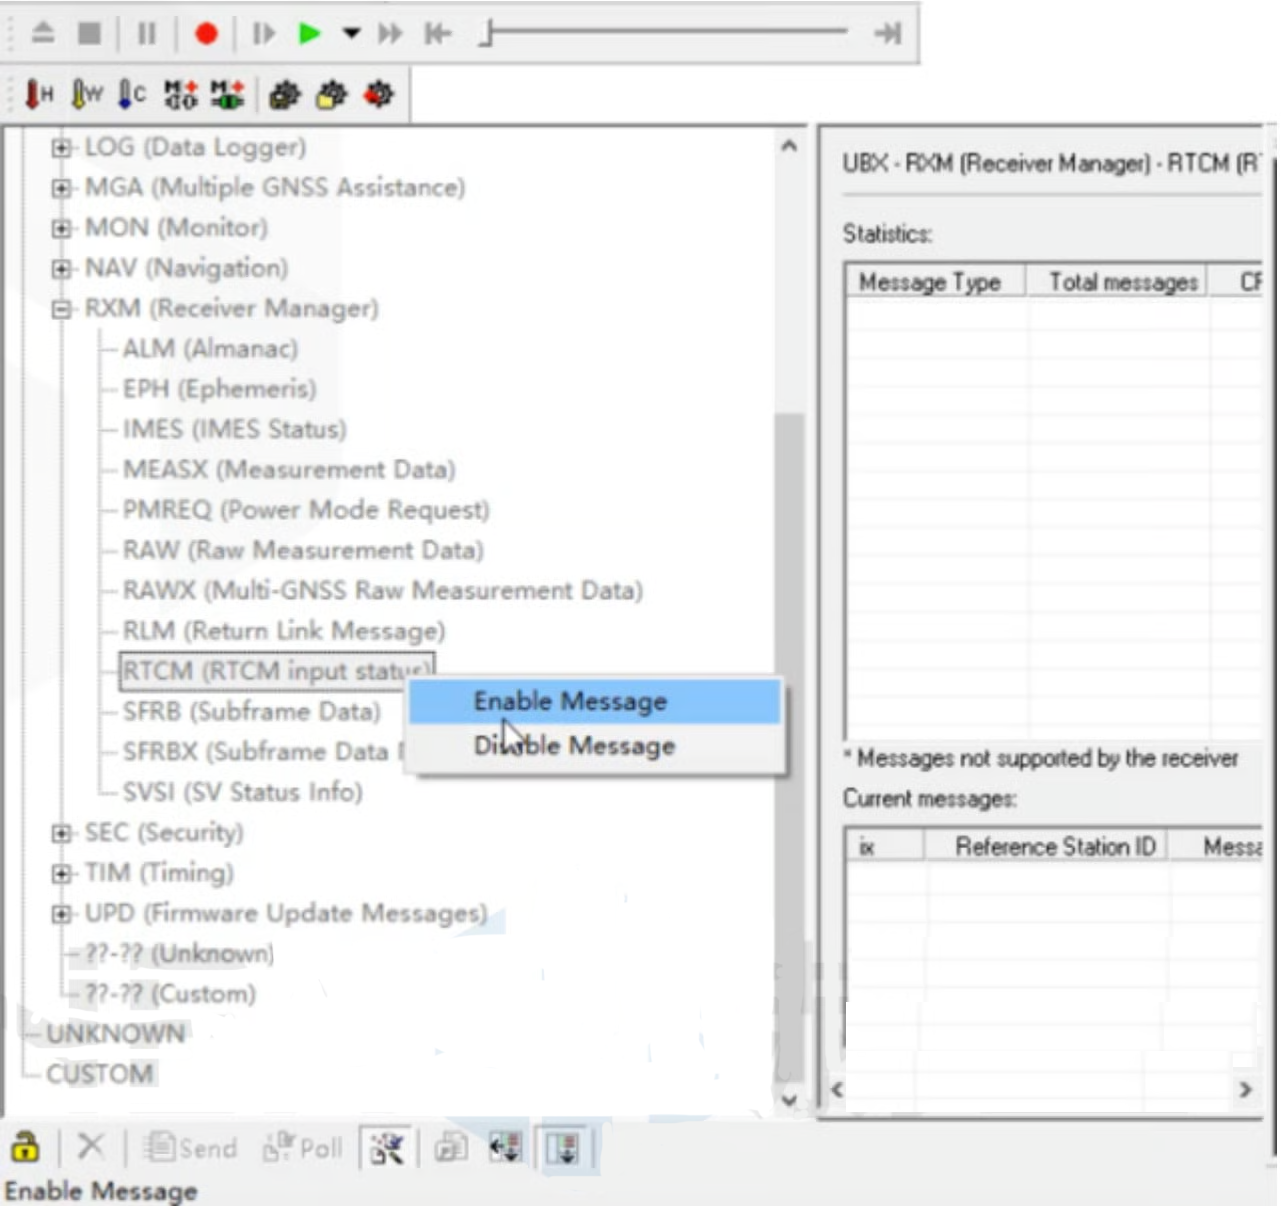 H W C
LOG (Data Logger)
MGA (Multiple GNSS Assistance)
MON (Monitor)
NAV (Navigation)
RXM (Receiver Manager)
ALM (Almanac)
EPH (Ephemeris)
IMES (IMES Status)
MEASX (Measurement Data)
PMREQ (Power Mode Request)
RAW (Raw Measurement Data)
RAWX (Multi-GNSS Raw Measurement Data)
RLM (Return Link Message)
RTCM (RTCM input status)
SFRB (Subframe Data)
SFRBX (Subframe Data
SVSI (SV Status Info)
SEC (Security)
TIM (Timing)
UPD (Firmware Update Messages)
??-?? (Unknown)
??-?? (Custom)
UNKNOWN
CUSTOM
Enable Message
Disable Message
UBX - RXM (Receiver Manager) - RTCM (R
Statistics:
Message Type Total messages
* Messages not supported by the receiver
Current messages:
ix Reference Station ID Messa
Send Poll
Enable Message